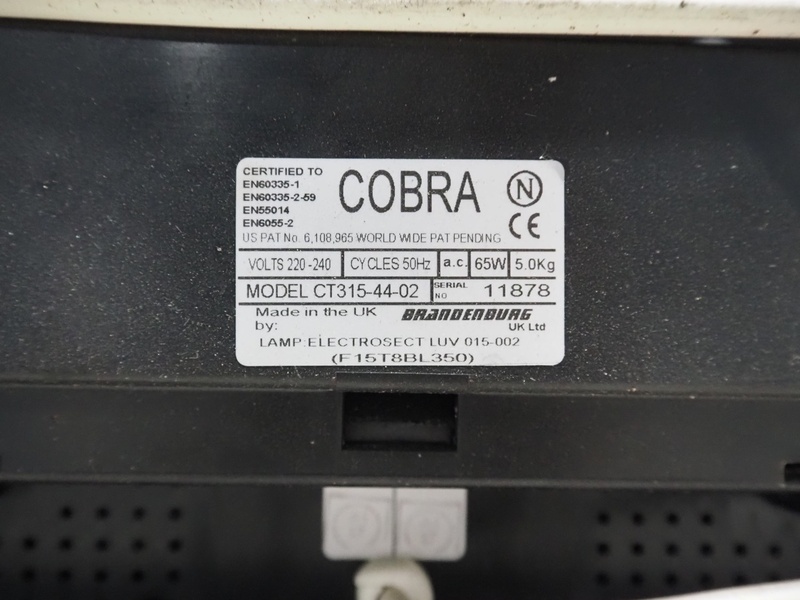 CERTIFIED TO
EN60335-1
EN60335-2-59
EN55014
EN6055-2
COBRA
N
CE
US PAT No. 6,108,965 WORLD WIDE PAT PENDING
VOLTS 220-240 CYCLES 50Hz a.c. 65W 5.0Kg
MODEL CT315-44-02 SERIAL NO 11878
Made in the UK by: BRANDENBURG UK Ltd
LAMP: ELECTROSECT LUV 015-002
(F15T8BL350)